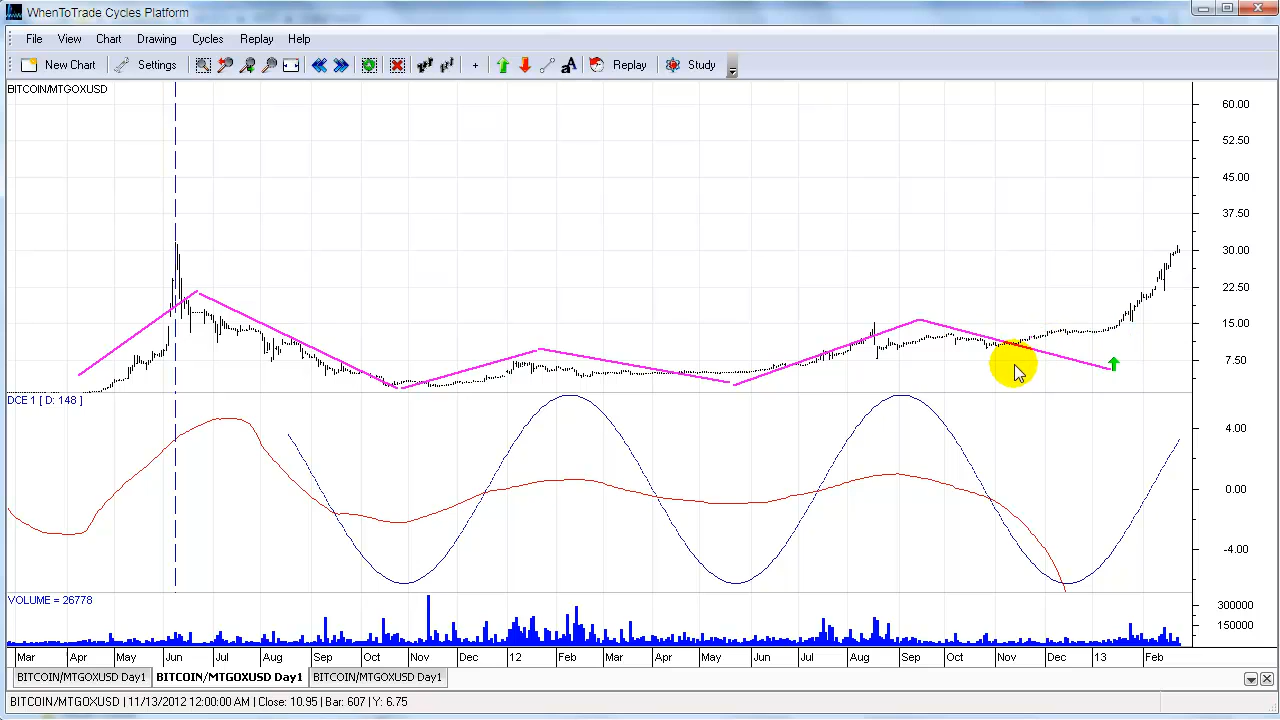 WhenToTrade Cycles Platform
File View Chart Drawing Cycles Replay Help
New Chart Settings + A Replay Study
BITCOIN/MTGOXUSD
60.00
52.50
45.00
37.50
30.00
22.50
15.00
7.50
DCE 1 [ D: 148 ]
4.00
0.00
-4.00
VOLUME = 26778
300000
150000
Mar Apr May Jun Jul Aug Sep Oct Nov Dec '12 Feb Mar Apr May Jun Jul Aug Sep Oct Nov Dec '13 Feb
BITCOIN/MTGOXUSD Day1 BITCOIN/MTGOXUSD Day1 BITCOIN/MTGOXUSD Day1
BITCOIN/MTGOXUSD | 11/13/2012 12:00:00 AM | Close: 10.95 | Bar: 607 | Y: 6.75